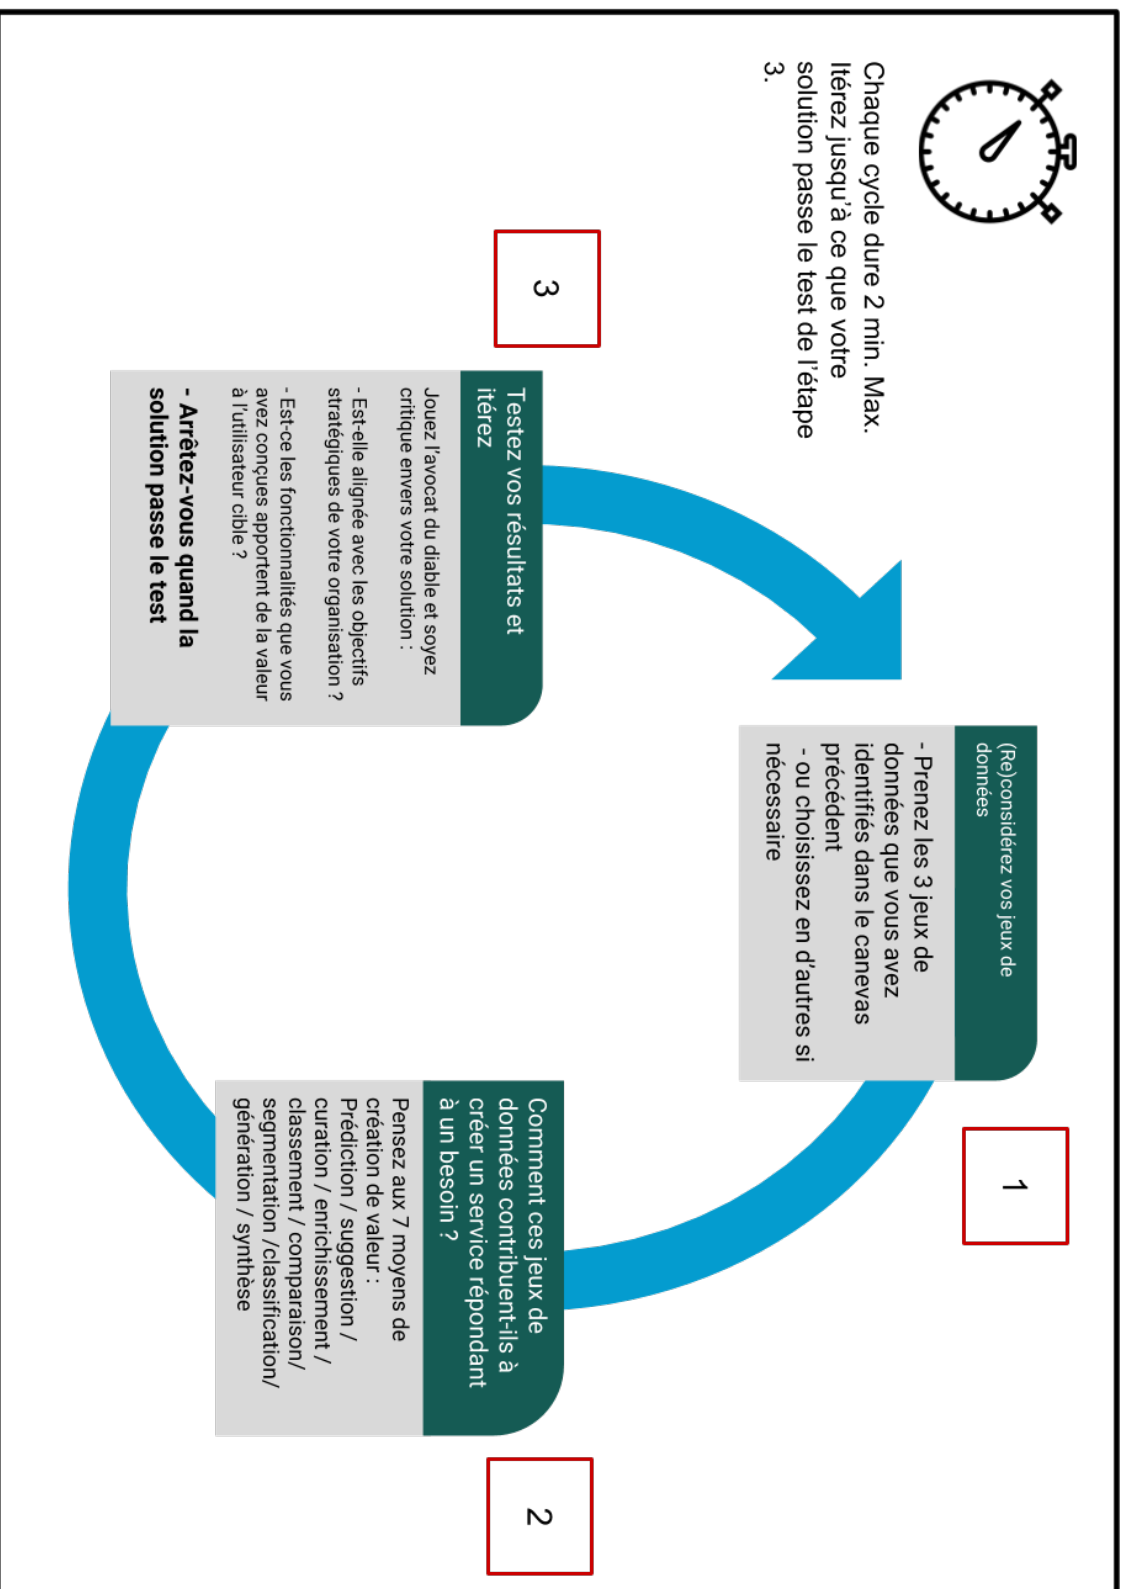 Chaque cycle dure 2 min. Max.
Itérez jusqu'à ce que votre
solution passe le test de l'étape
3.
1
(Re)considérez vos jeux de
données
- Prenez les 3 jeux de
données que vous avez
identifiés dans le canevas
précédent
- ou choisissez en d'autres si
nécessaire
2
Comment ces jeux de
données contribuent-ils à
créer un service répondant
à un besoin ?
Pensez aux 7 moyens de
création de valeur :
Prédiction / suggestion /
curation / enrichissement /
classement / comparaison/
segmentation /classification/
génération / synthèse
3
Testez vos résultats et
itérez
Jouez l'avocat du diable et soyez
critique envers votre solution :
- Est-elle alignée avec les objectifs
stratégiques de votre organisation ?
- Est-ce les fonctionnalités que vous
avez conçues apportent de la valeur
à l'utilisateur cible ?
- Arrêtez-vous quand la
solution passe le test